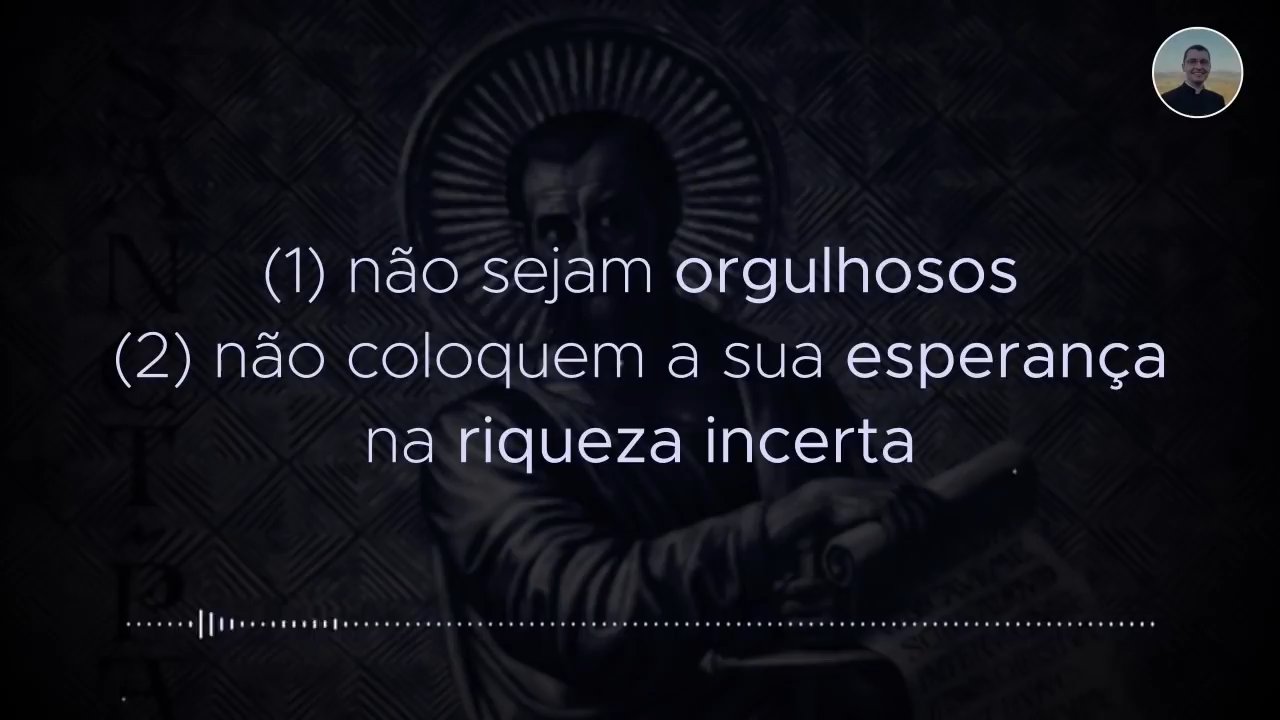 (1) não sejam orgulhosos
(2) não coloquem a sua esperança
na riqueza incerta